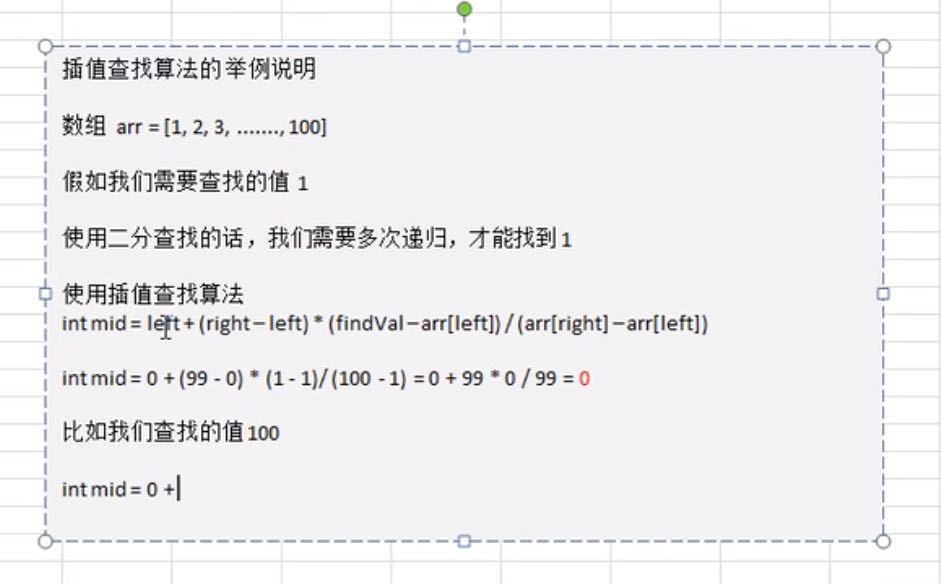 插值查找算法的举例说明
数组 arr = [1, 2, 3, ......., 100]
假如我们需要查找的值 1
使用二分查找的话，我们需要多次递归，才能找到 1
使用插值查找算法
int mid = left + (right – left) * (findVal – arr[left]) / (arr[right] – arr[left])
int mid = 0 + (99 - 0) * (1 - 1)/ (100 - 1) = 0 + 99 * 0 / 99 = 0
比如我们查找的值 100
int mid = 0 +